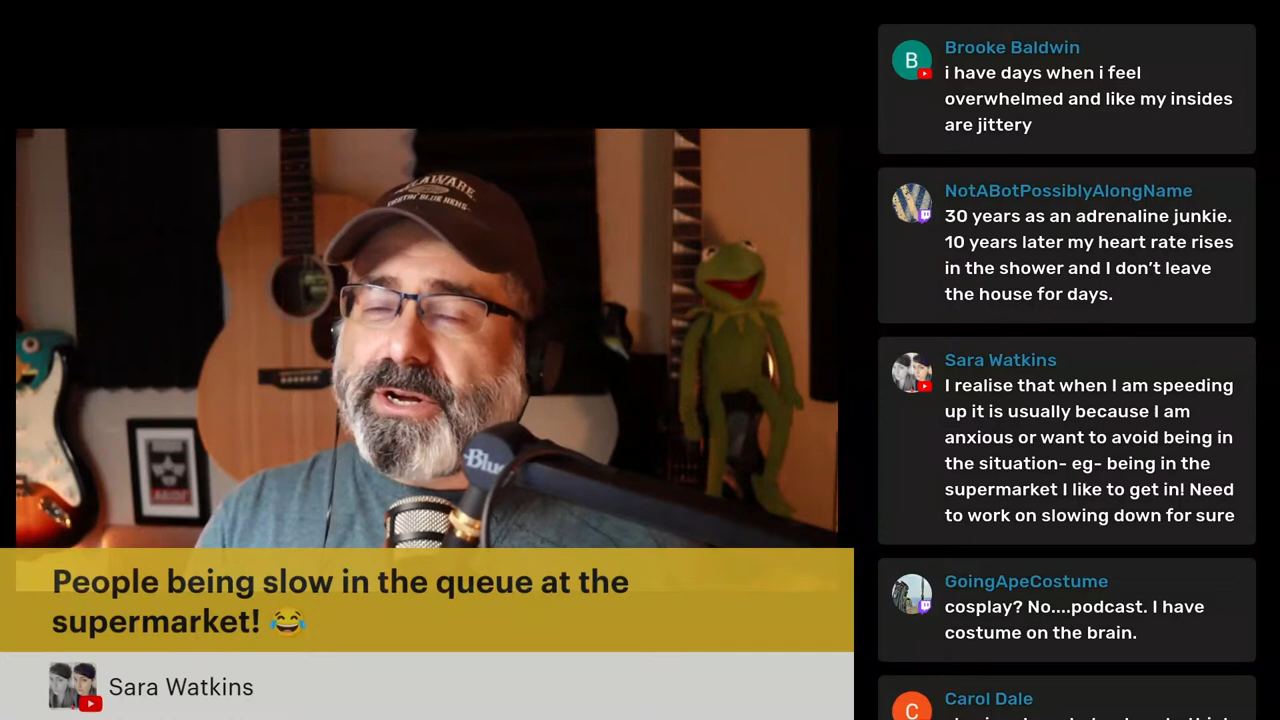 DELAWARE
FIGHTIN' BLUE HENS
Blue
People being slow in the queue at the
supermarket! 😂
Sara Watkins
B
Brooke Baldwin
i have days when i feel
overwhelmed and like my insides
are jittery
NotABotPossiblyAlongName
30 years as an adrenaline junkie.
10 years later my heart rate rises
in the shower and I don’t leave
the house for days.
Sara Watkins
I realise that when I am speeding
up it is usually because I am
anxious or want to avoid being in
the situation- eg- being in the
supermarket I like to get in! Need
to work on slowing down for sure
GoingApeCostume
cosplay? No....podcast. I have
costume on the brain.
C
Carol Dale